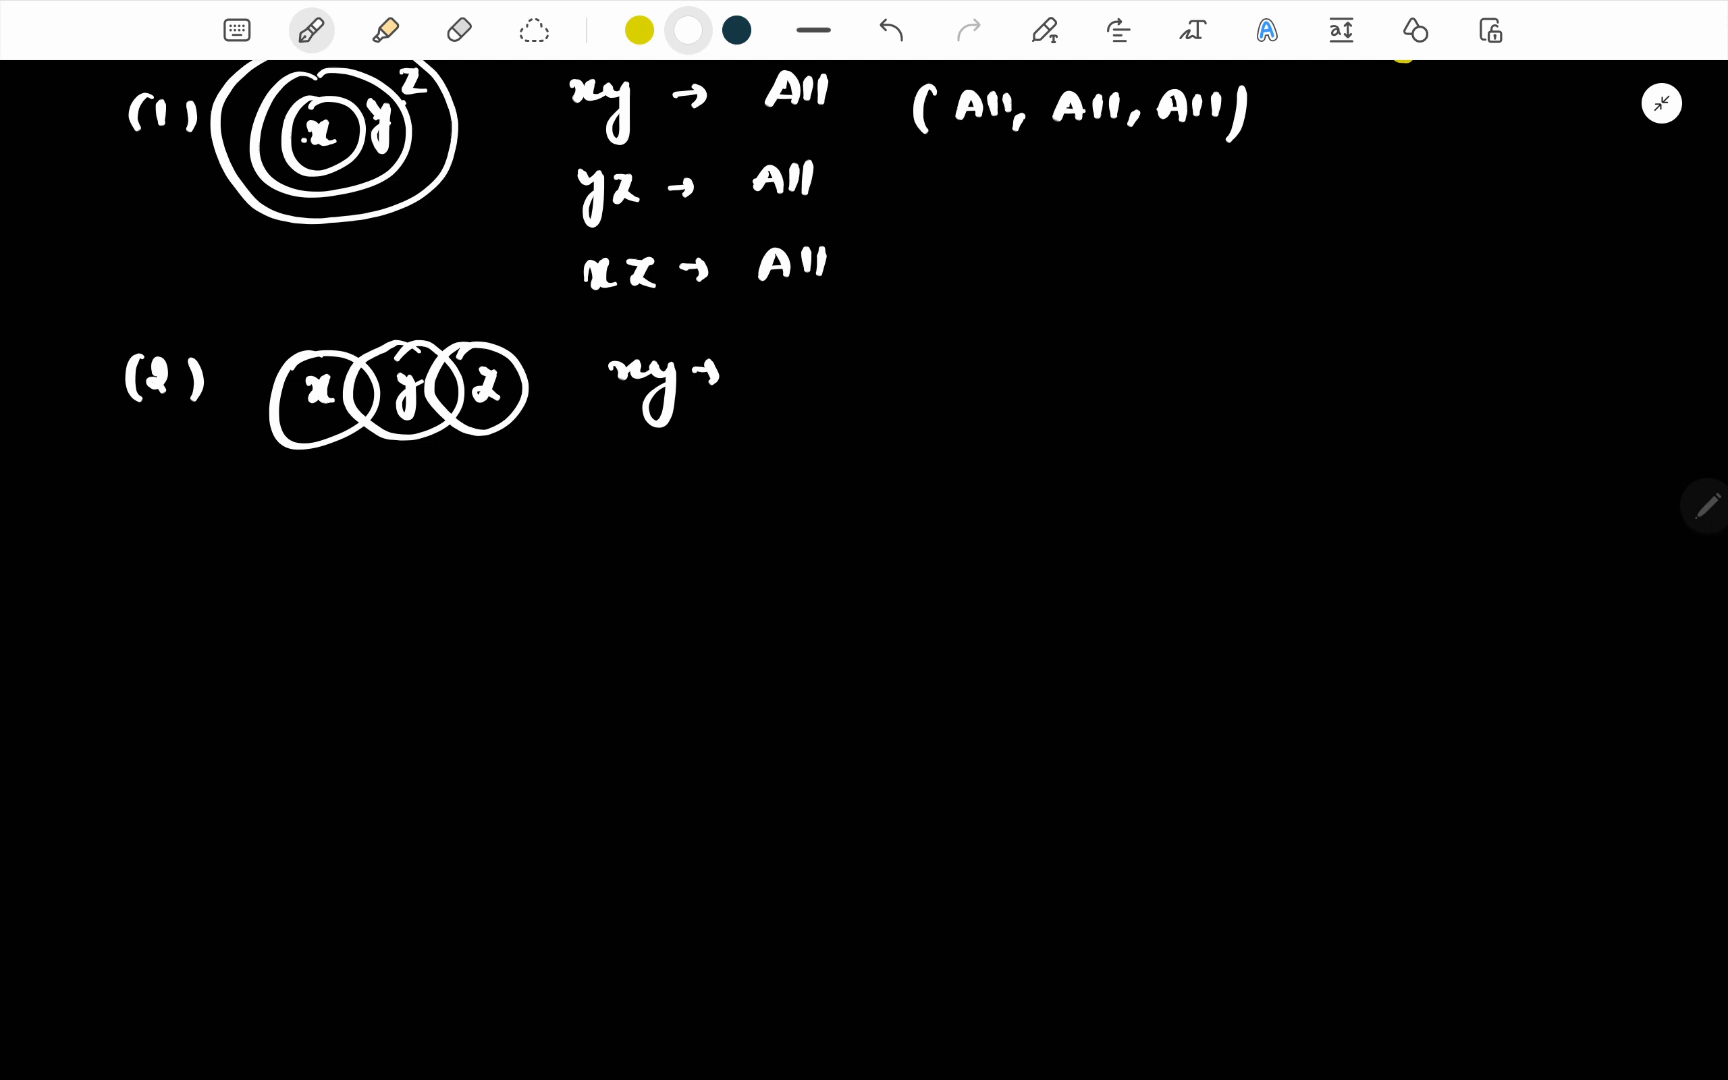 (1) x y z xy → All (All, All, All)
yz → All
xz → All
(2) x y z xy →